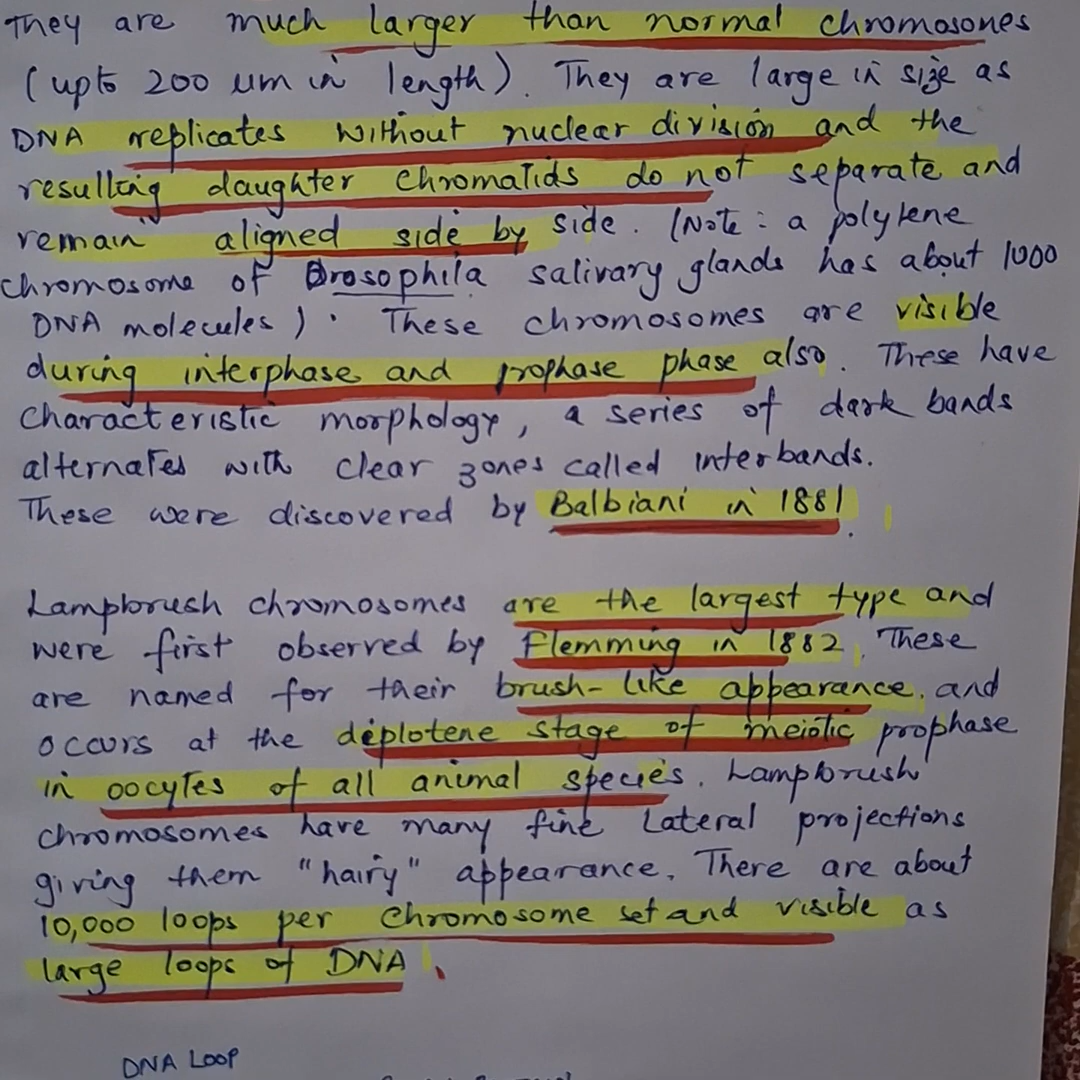 They are much larger than normal chromosones
(upto 200 um in length). They are large in size as
DNA replicates without nuclear division and the
resulting daughter chromatids do not separate and
remain aligned side by side. (Note: a polytene
chromosome of Drosophila salivary glands has about 1000
DNA molecules). These chromosomes are visible
during interphase and prophase phase also. These have
characteristic morphology, a series of dark bands
alternates with clear zones called interbands.
These were discovered by Balbiani in 1881.
Lampbrush chromosomes are the largest type and
were first observed by Flemming in 1882. These
are named for their brush-like appearance, and
occurs at the deplotene stage of meiotic prophase
in oocytes of all animal species. Lampbrush
chromosomes have many fine Lateral projections
giving them "hairy" appearance. There are about
10,000 loops per chromosome set and visible as
large loops of DNA.
DNA LOOP